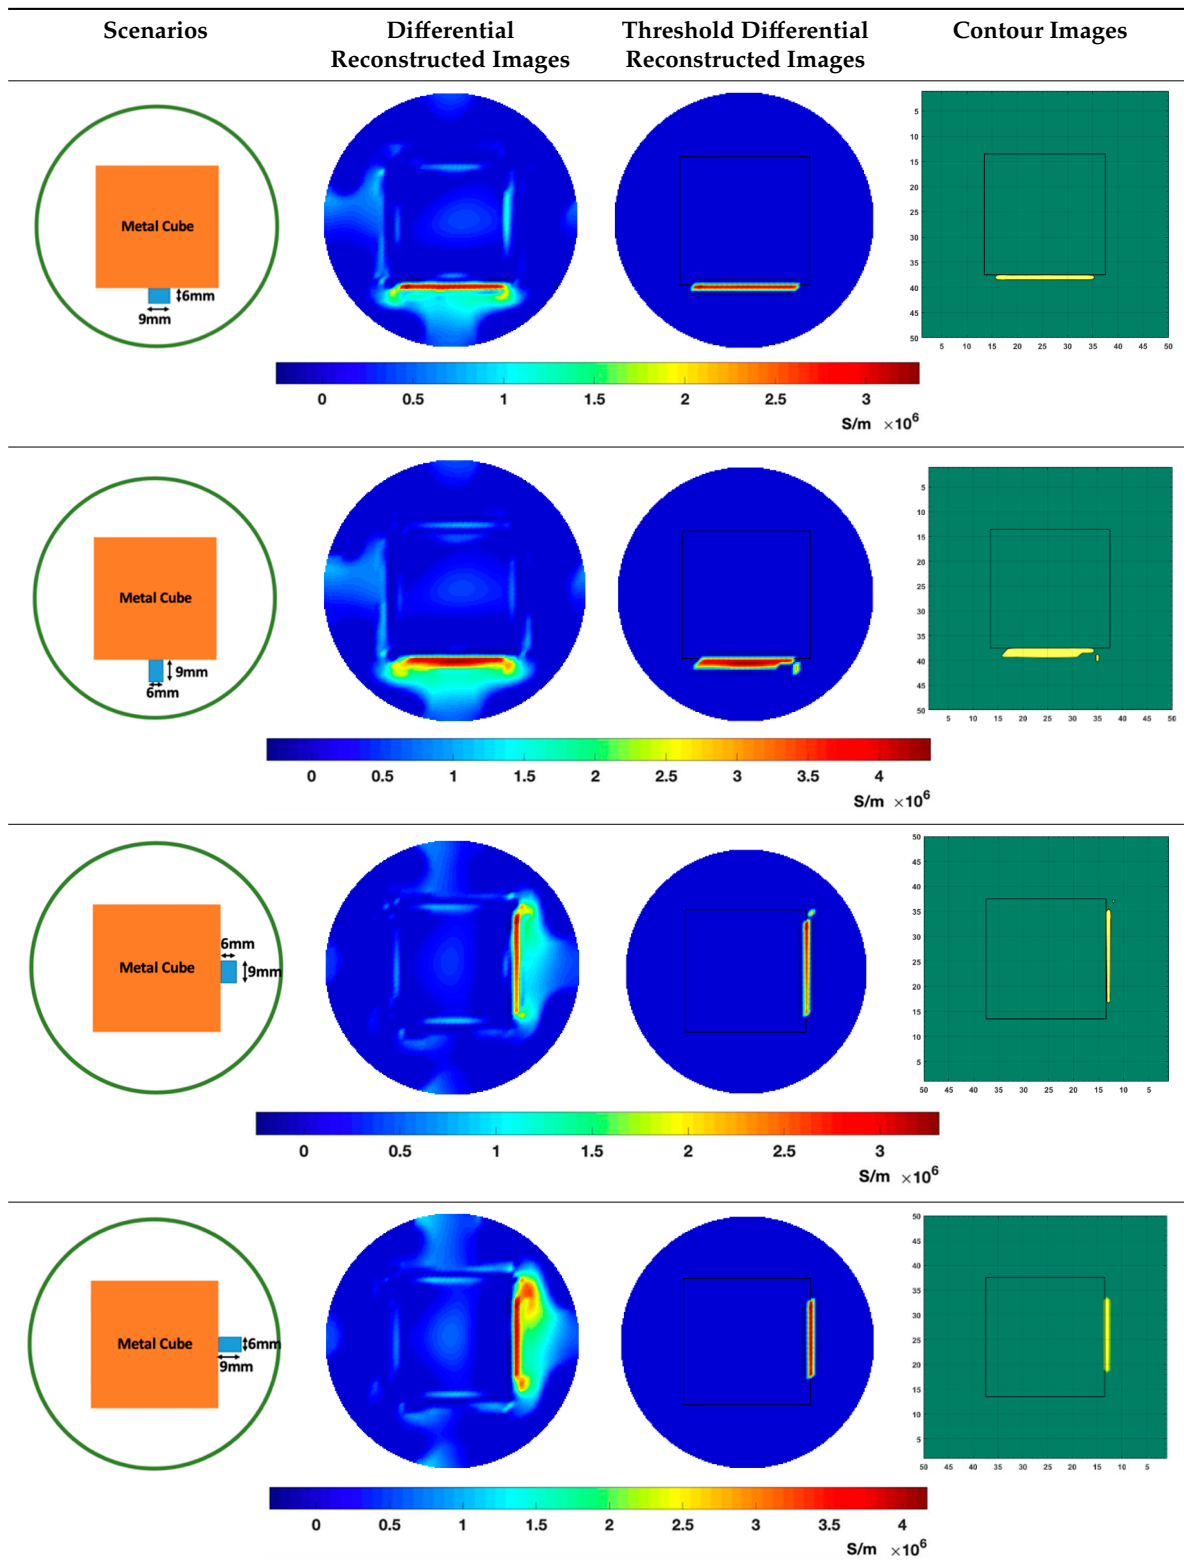 Scenarios
Differential
Reconstructed Images
Threshold Differential
Reconstructed Images
Contour Images
Metal Cube
6mm
9mm
5
10
15
20
25
30
35
40
45
50
5 10 15 20 25 30 35 40 45 50
0 0.5 1 1.5 2 2.5 3
S/m ×10⁶
Metal Cube
9mm
6mm
5
10
15
20
25
30
35
40
45
50
5 10 15 20 25 30 35 40 45 50
0 0.5 1 1.5 2 2.5 3 3.5 4
S/m ×10⁶
6mm
Metal Cube
9mm
50
45
40
35
30
25
20
15
10
5
50 45 40 35 30 25 20 15 10 5
0 0.5 1 1.5 2 2.5 3
S/m ×10⁶
Metal Cube
6mm
9mm
50
45
40
35
30
25
20
15
10
5
50 45 40 35 30 25 20 15 10 5
0 0.5 1 1.5 2 2.5 3 3.5 4
S/m ×10⁶